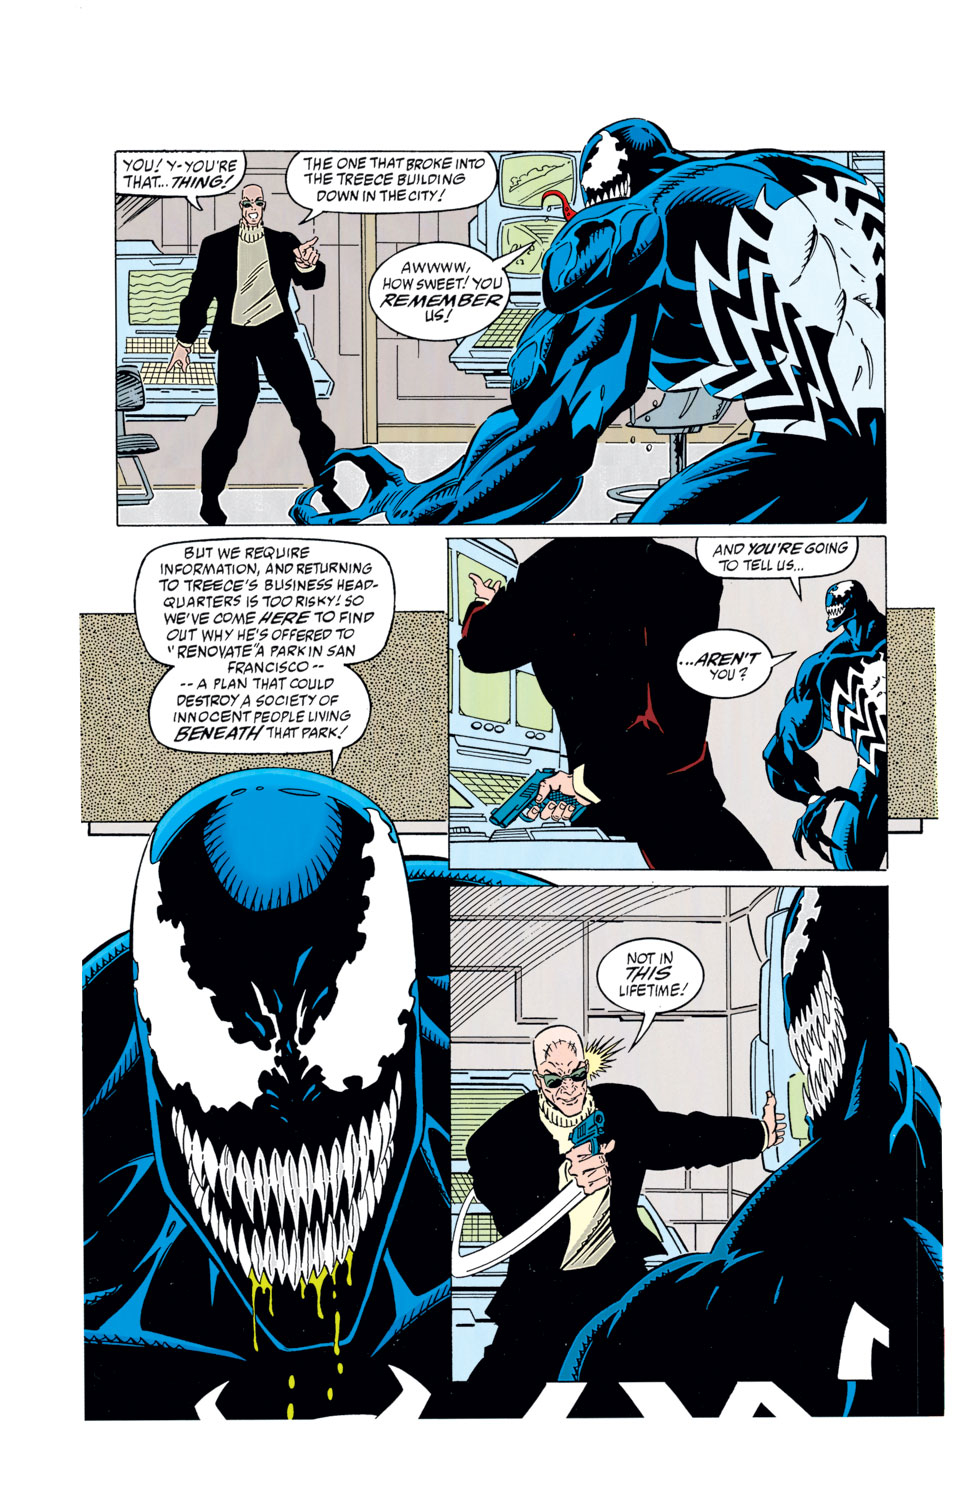 YOU! Y-YOU'RE
THAT... THING!
THE ONE THAT BROKE INTO
THE TREECE BUILDING
DOWN IN THE CITY!
AWWWW,
HOW SWEET! YOU
REMEMBER
US!
BUT WE REQUIRE
INFORMATION, AND RETURNING
TO TREECE'S BUSINESS HEAD-
QUARTERS IS TOO RISKY! SO
WE'VE COME HERE TO FIND
OUT WHY HE'S OFFERED TO
"RENOVATE" A PARK IN SAN
FRANCISCO --
-- A PLAN THAT COULD
DESTROY A SOCIETY OF
INNOCENT PEOPLE LIVING
BENEATH THAT PARK!
AND YOU'RE GOING
TO TELL US...
...AREN'T
YOU?
NOT IN
THIS
LIFETIME!